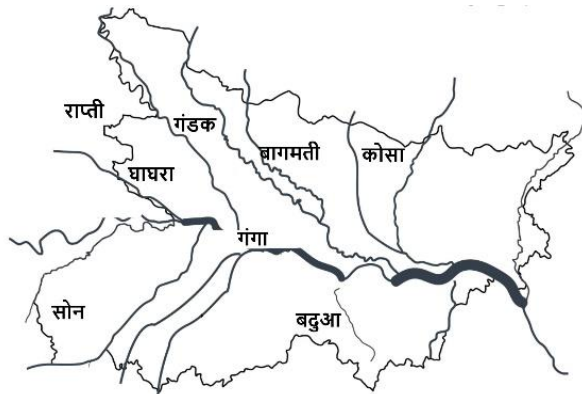 राप्ती
गंडक
बागमती
कोसा
घाघरा
गंगा
सोन
बदुआ